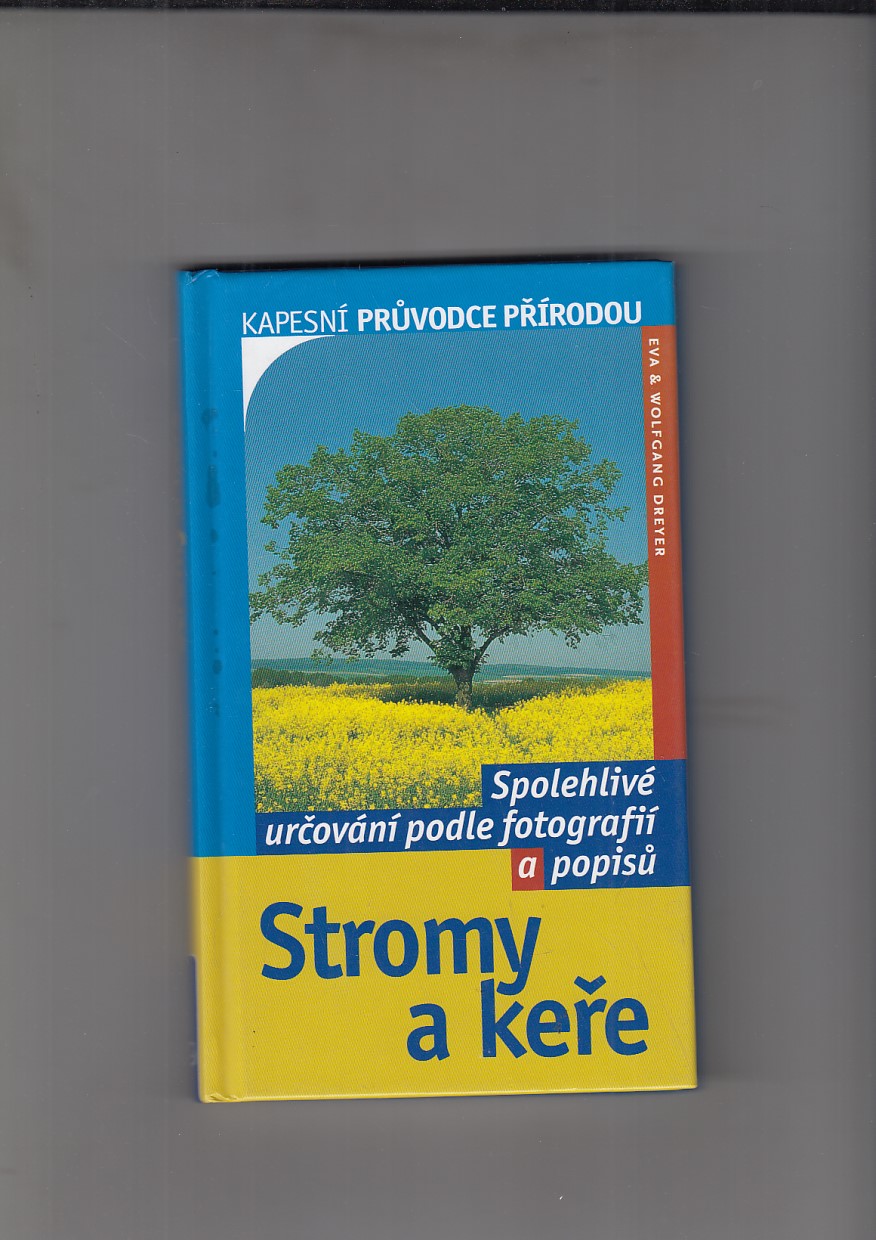 KAPESNÍ PRŮVODCE PŘÍRODOU
EVA & WOLFGANG DREYER
Spolehlivé
určování podle fotografií
a popisů
Stromy
a keře